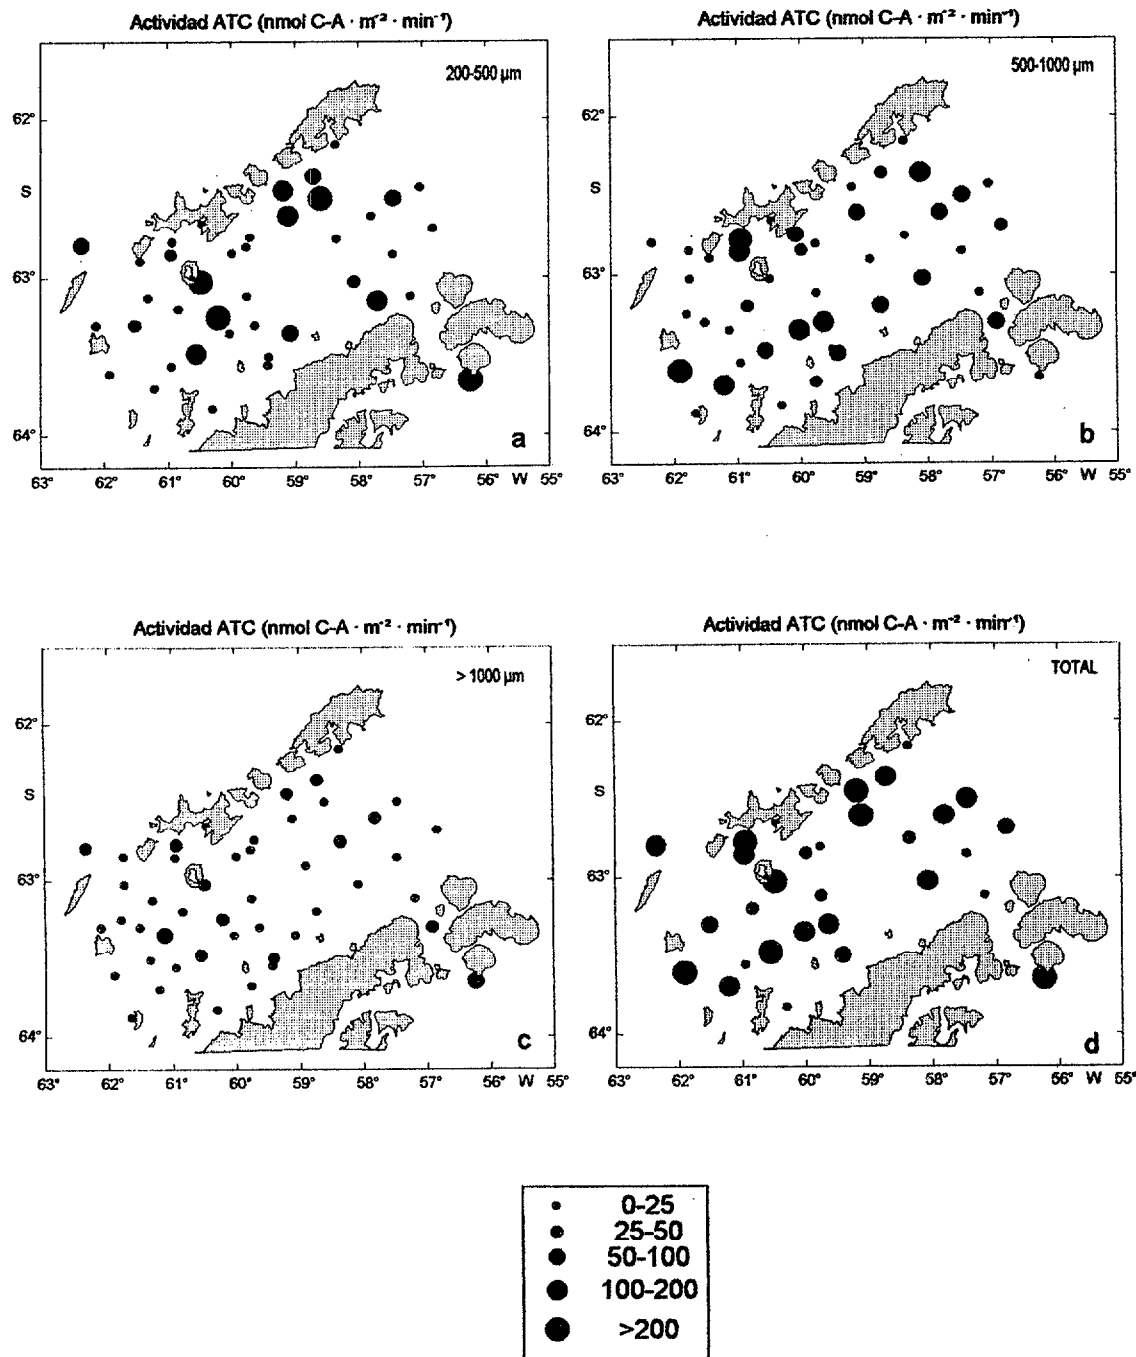 Actividad ATC (nmol C-A · m⁻² · min⁻¹)
200-500 µm
62°
S
63°
64°
a
63° 62° 61° 60° 59° 58° 57° 56° W 55°
Actividad ATC (nmol C-A · m⁻² · min⁻¹)
500-1000 µm
62°
S
63°
64°
b
63° 62° 61° 60° 59° 58° 57° 56° W 55°
Actividad ATC (nmol C-A · m⁻² · min⁻¹)
> 1000 µm
62°
S
63°
64°
c
63° 62° 61° 60° 59° 58° 57° 56° W 55°
Actividad ATC (nmol C-A · m⁻² · min⁻¹)
TOTAL
62°
S
63°
64°
d
63° 62° 61° 60° 59° 58° 57° 56° W 55°
0-25
25-50
50-100
100-200
>200